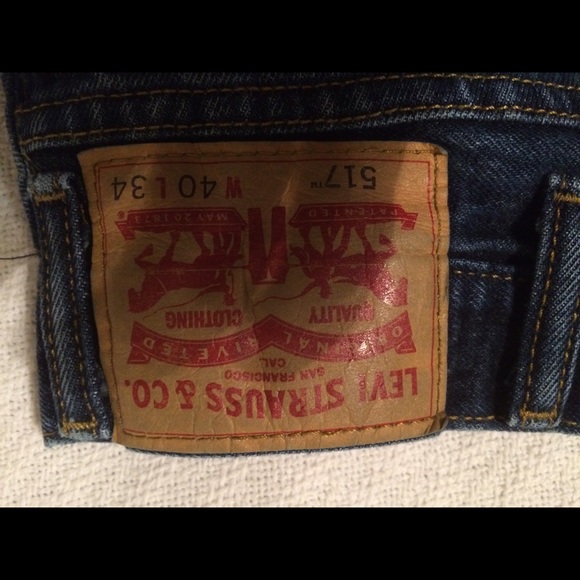 LEVI STRAUSS & CO.
SAN FRANCISCO
CAL.
ORIGINAL RIVETED
QUALITY CLOTHING
PATENTED MAY 20 1873
517™ W 40 L 34